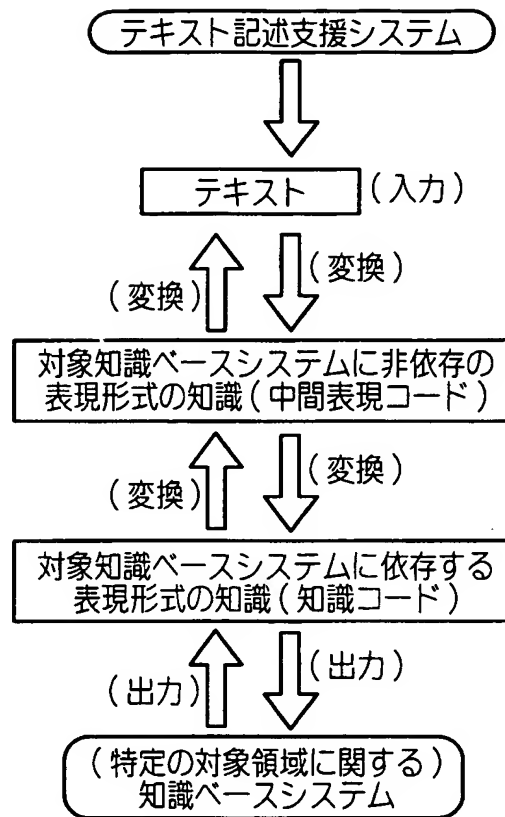 テキスト記述支援システム
テキスト
(入力)
(変換)
(変換)
対象知識ベースシステムに非依存の
表現形式の知識(中間表現コード)
(変換)
(変換)
対象知識ベースシステムに依存する
表現形式の知識(知識コード)
(出力)
(出力)
(特定の対象領域に関する)
知識ベースシステム